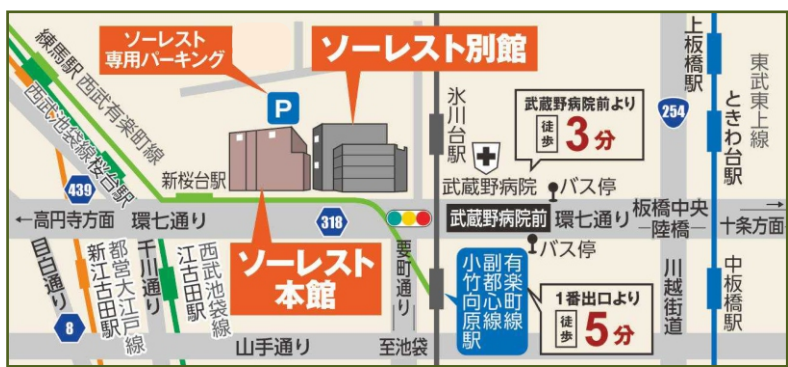 ソーレスト
専用パーキング
P
ソーレスト別館
練馬駅
西武有楽町線
西武池袋線
桜台駅
新桜台駅
439
氷川台駅
武蔵野病院前より
徒歩
3分
武蔵野病院
バス停
上板橋駅
254
ときわ台駅
東武東上線
←高円寺方面
環七通り
318
武蔵野病院前
環七通り
板橋中央
陸橋
→
十条方面
バス停
ソーレスト
本館
要町通り
有楽町線
副都心線
小竹向原駅
1番出口より
徒歩
5分
川越街道
中板橋駅
目白通り
8
都営大江戸線
新江古田駅
千川通り
西武池袋線
江古田駅
山手通り
至池袋